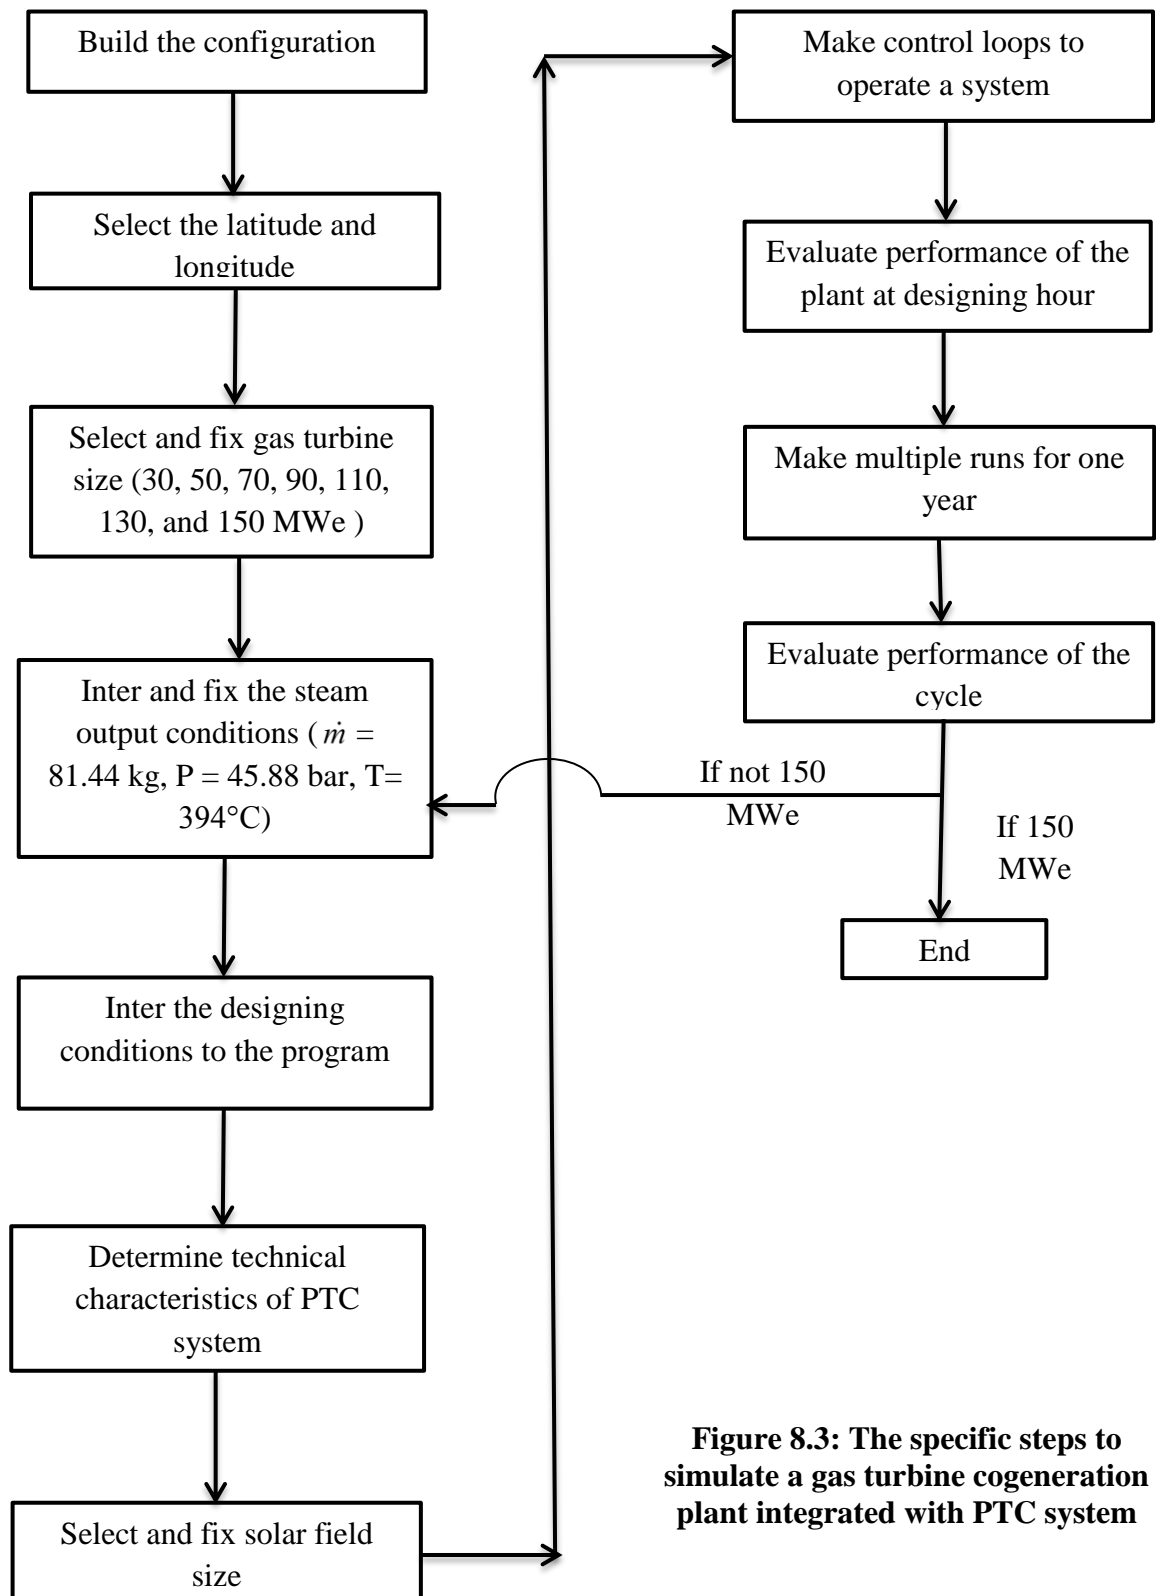 Build the configuration
Select the latitude and
longitude
Select and fix gas turbine
size (30, 50, 70, 90, 110,
130, and 150 MWe )
Inter and fix the steam
output conditions ( ṁ =
81.44 kg, P = 45.88 bar, T=
394°C)
Inter the designing
conditions to the program
Determine technical
characteristics of PTC
system
Select and fix solar field
size
Make control loops to
operate a system
Evaluate performance of the
plant at designing hour
Make multiple runs for one
year
Evaluate performance of the
cycle
If not 150
MWe
If 150
MWe
End
Figure 8.3: The specific steps to
simulate a gas turbine cogeneration
plant integrated with PTC system